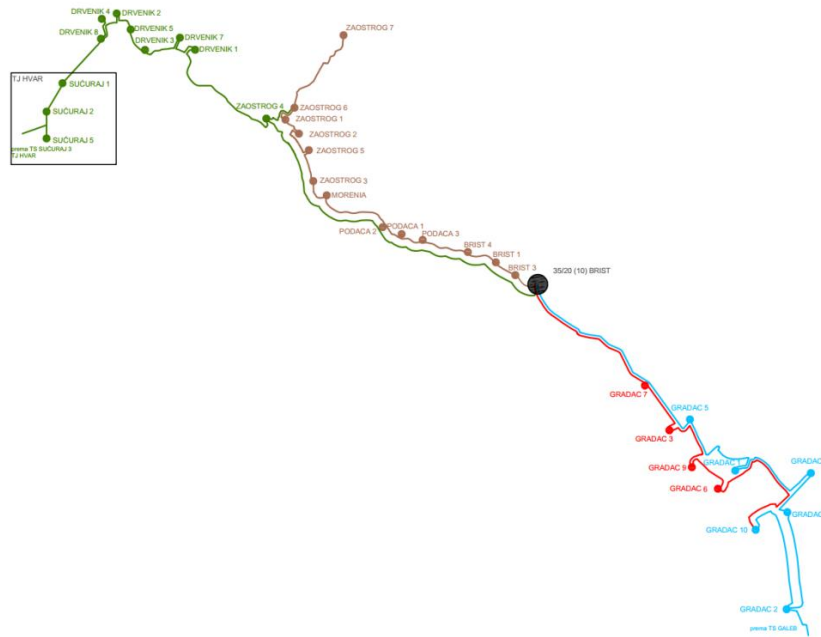 DRVENIK 4
DRVENIK 2
DRVENIK 8
DRVENIK 5
DRVENIK 3
DRVENIK 7
DRVENIK 1
ZAOSTROG 7
TJ HVAR
SUĆURAJ 1
SUĆURAJ 2
SUĆURAJ 5
prema TS SUĆURAJ 3
TJ HVAR
ZAOSTROG 4
ZAOSTROG 6
ZAOSTROG 1
ZAOSTROG 2
ZAOSTROG 5
ZAOSTROG 3
MORENIA
PODACA 2
PODACA 1
PODACA 3
BRIST 4
BRIST 1
BRIST 3
35/20 (10) BRIST
GRADAC 7
GRADAC 5
GRADAC 3
GRADAC 9
GRADAC 1
GRADAC
GRADAC 6
GRADAC
GRADAC 10
GRADAC 2
prema TS GALEB